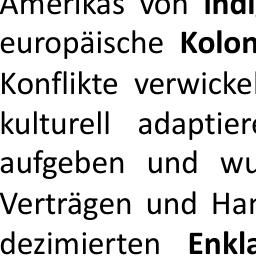 Amerikas von indi
europäische Kolon
Konflikte verwickel
kulturell adaptiere
aufgeben und wu
Verträgen und Han
dezimierten Enkla